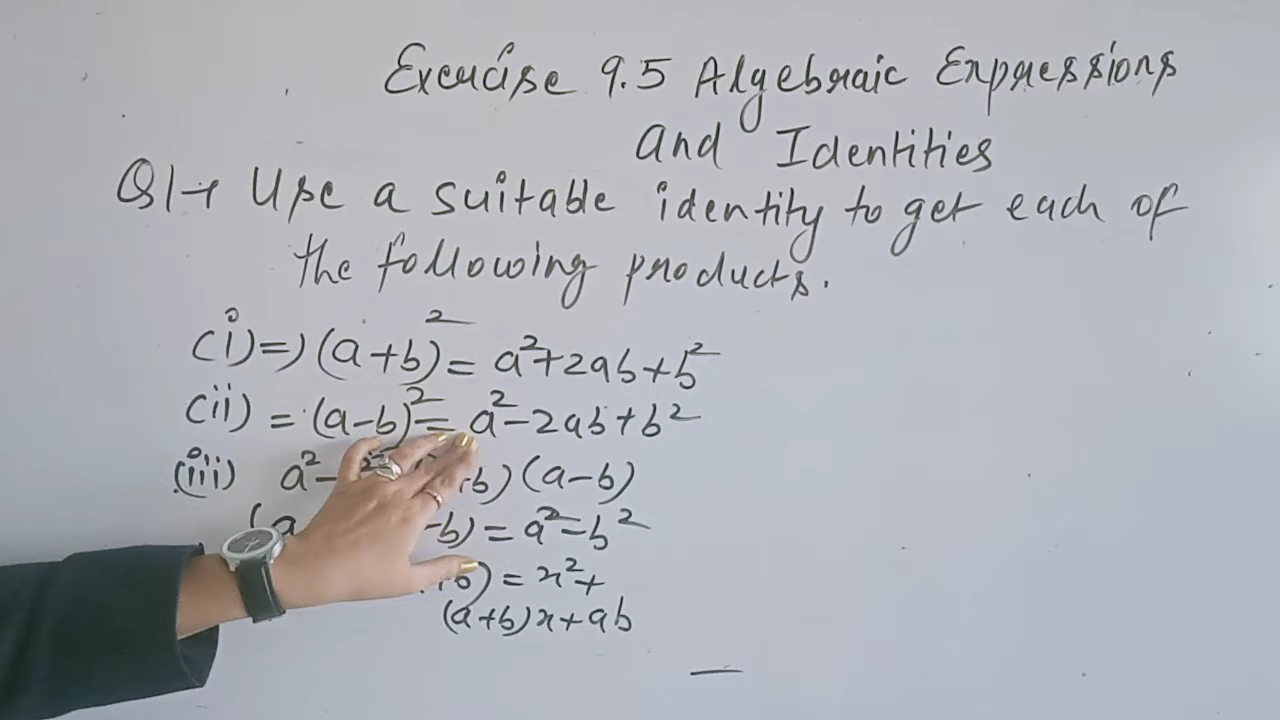 Exercise 9.5 Algebraic Expressions
and Identities
Q1→ Use a suitable identity to get each of
the following products.
(i)=) (a+b)²= a²+2ab+b²
(ii) = (a-b)²= a²-2ab+b²
(iii) a²- b) (a-b)
(a -b) = a²-b²
) = x²+
(a+b)x+ab